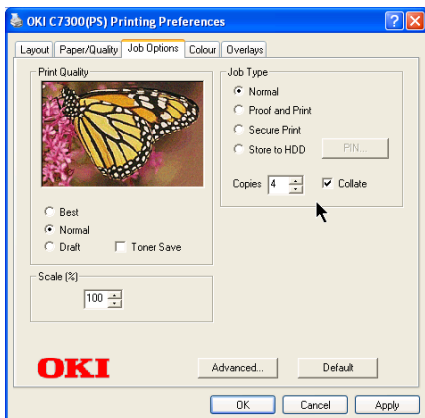 OKI C7300(PS) Printing Preferences
Layout Paper/Quality Job Options Colour Overlays
Print Quality
Best
Normal
Draft Toner Save
Scale (%)
100
Job Type
Normal
Proof and Print
Secure Print
Store to HDD PIN...
Copies 4 Collate
OKI
Advanced... Default
OK Cancel Apply